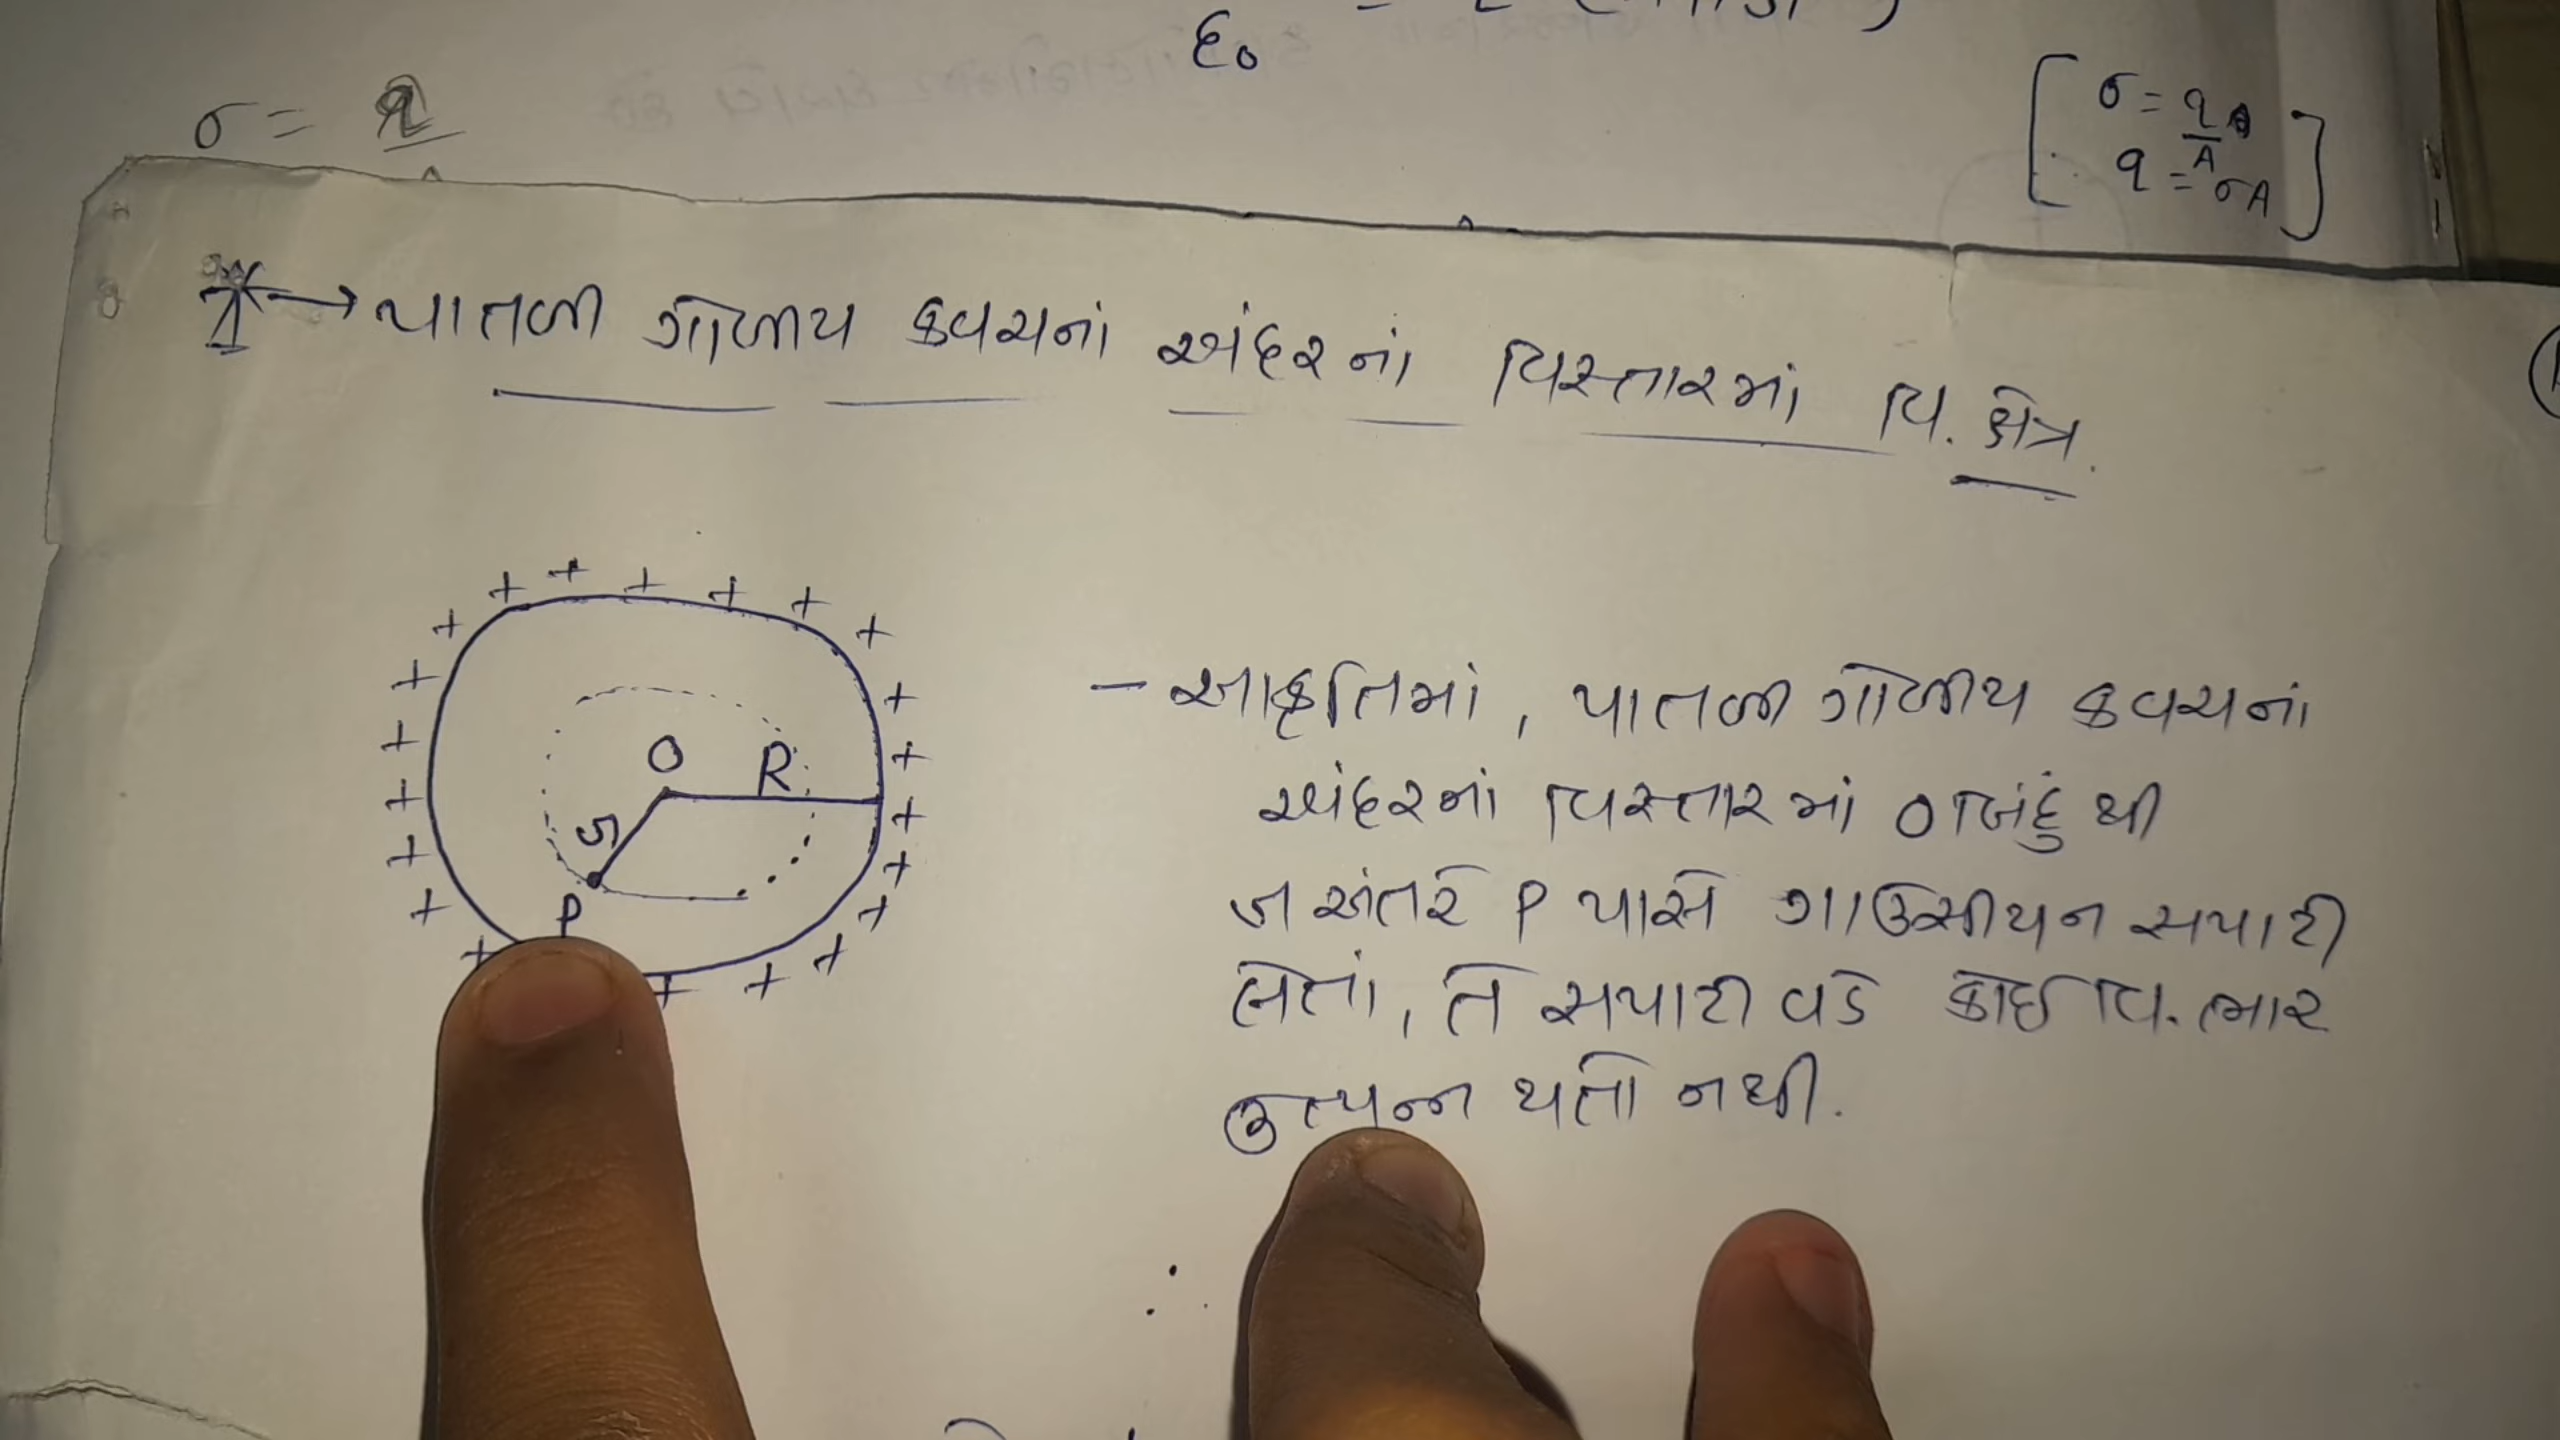 ε₀
σ = q
[ σ = q/A
q = σA ]
→ પાતળી ગોળીય કવચનાં અંદરનાં વિસ્તારમાં વિ. ક્ષેત્ર.
+ + + + + + + + + + + + + + + + + + + + + + + +
O R
r
P
– આકૃતિમાં, પાતળી ગોળીય કવચનાં
અંદરનાં વિસ્તારમાં O બિંદુ થી
r અંતરે P પાસે ગાઉસીયન સપાટી
લેતાં, તે સપાટી વડે કોઈ વિ. ભાર
ઉત્પન્ન થતો નથી.